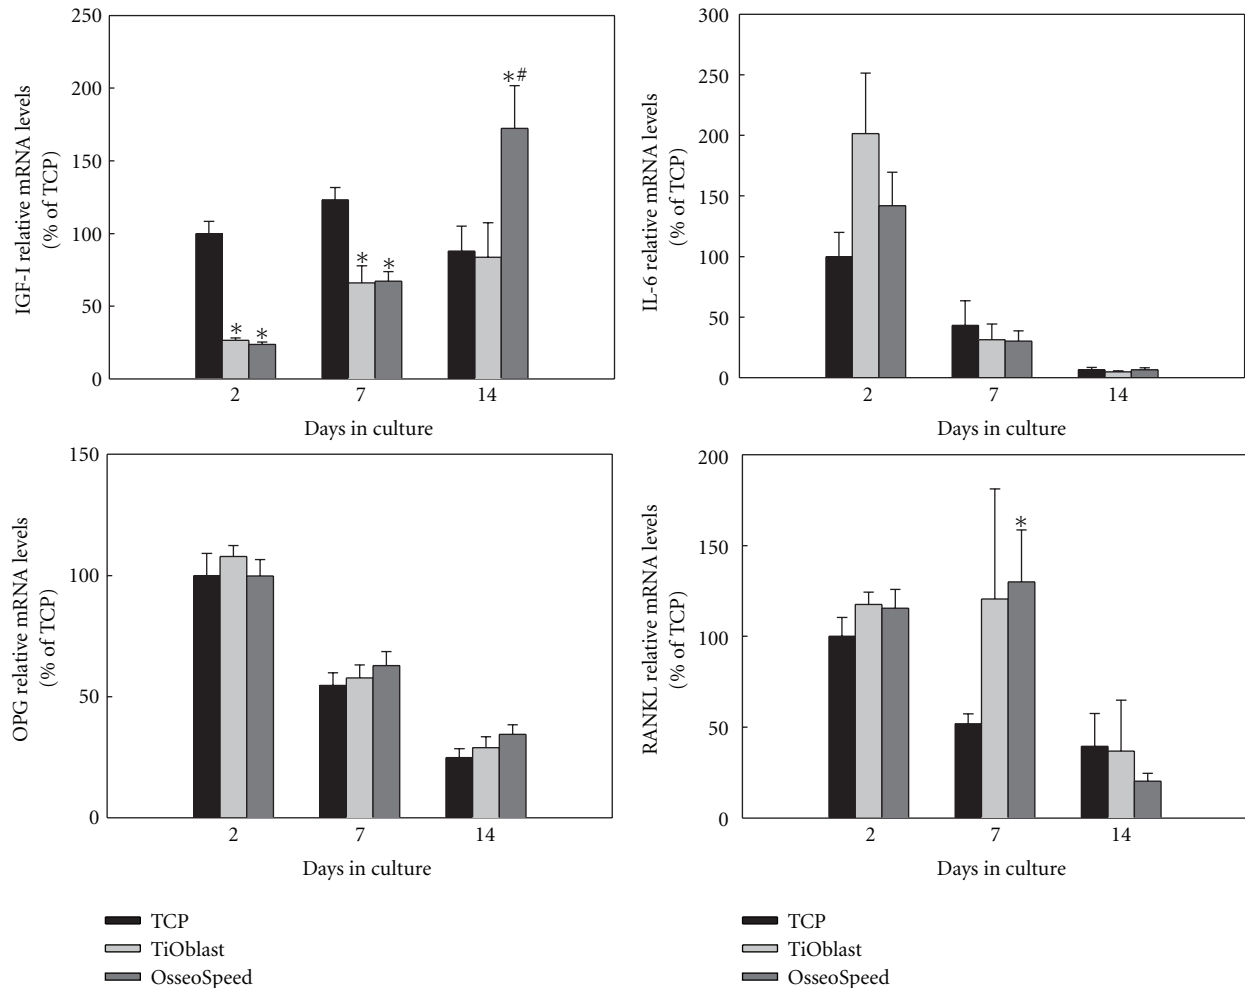 IGF-I relative mRNA levels
(% of TCP)
250
200
150
100
50
0
*
*
*
*
*#
2
7
14
Days in culture
IL-6 relative mRNA levels
(% of TCP)
300
250
200
150
100
50
0
2
7
14
Days in culture
OPG relative mRNA levels
(% of TCP)
150
100
50
0
2
7
14
Days in culture
RANKL relative mRNA levels
(% of TCP)
200
150
100
50
0
*
2
7
14
Days in culture
TCP
TiOblast
OsseoSpeed
TCP
TiOblast
OsseoSpeed